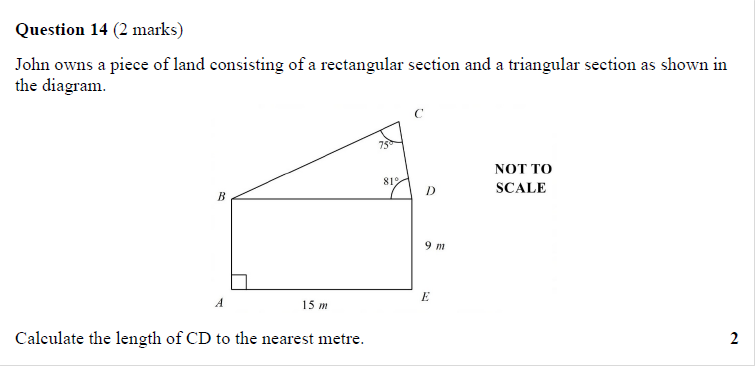 Question 14 (2 marks)
John owns a piece of land consisting of a rectangular section and a triangular section as shown in
the diagram.
C
75°
NOT TO
SCALE
81°
B
D
9 m
A
15 m
E
Calculate the length of CD to the nearest metre.
2